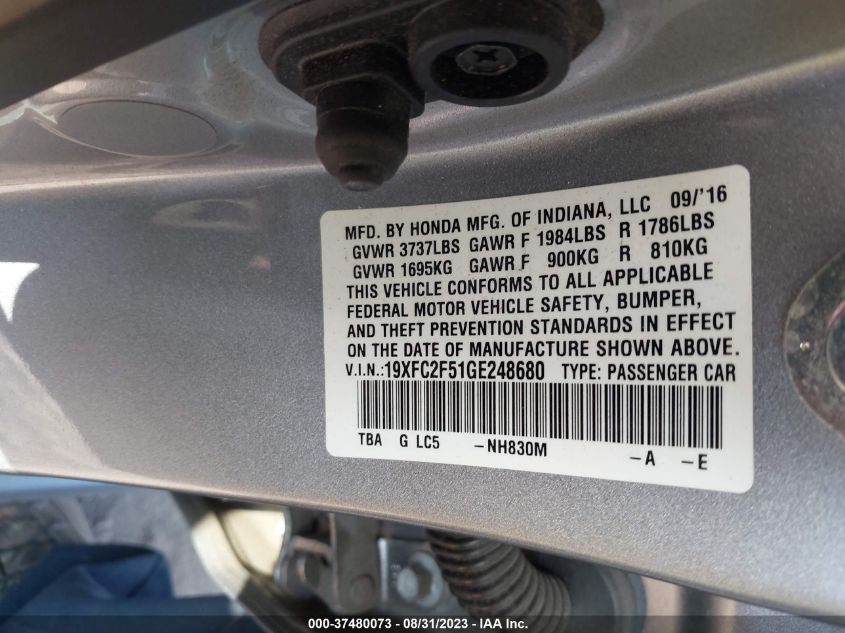 MFD. BY HONDA MFG. OF INDIANA, LLC 09/'16
GVWR 3737LBS GAWR F 1984LBS R 1786LBS
GVWR 1695KG GAWR F 900KG R 810KG
THIS VEHICLE CONFORMS TO ALL APPLICABLE
FEDERAL MOTOR VEHICLE SAFETY, BUMPER,
AND THEFT PREVENTION STANDARDS IN EFFECT
ON THE DATE OF MANUFACTURE SHOWN ABOVE.
V.I.N.:19XFC2F51GE248680 TYPE: PASSENGER CAR
TBA G LC5 -NH830M -A -E
000-37480073 - 08/31/2023 - IAA Inc.